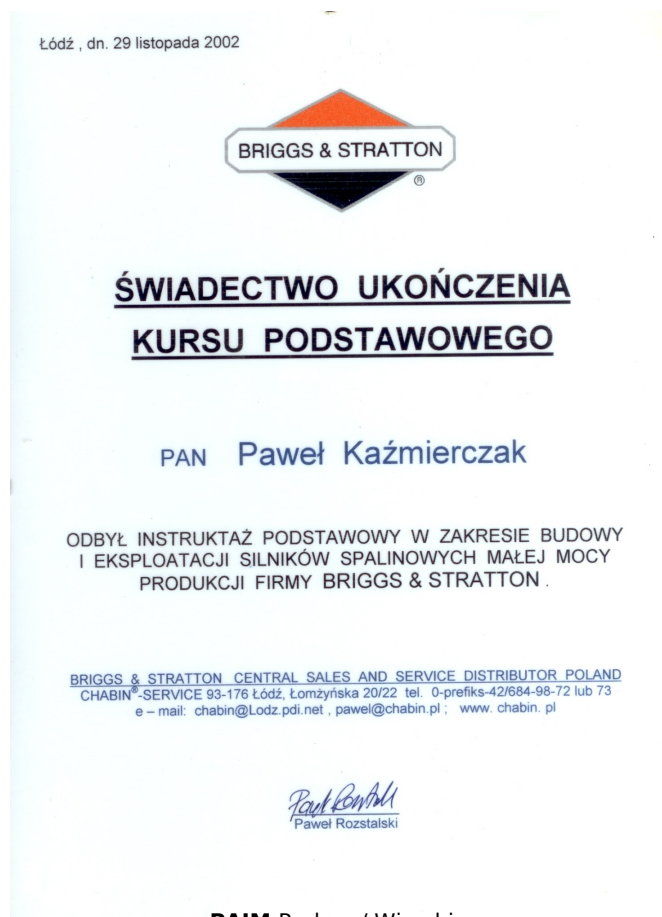 Łódź , dn. 29 listopada 2002
BRIGGS & STRATTON
®
ŚWIADECTWO UKOŃCZENIA
KURSU PODSTAWOWEGO
PAN Paweł Kaźmierczak
ODBYŁ INSTRUKTAŻ PODSTAWOWY W ZAKRESIE BUDOWY
I EKSPLOATACJI SILNIKÓW SPALINOWYCH MAŁEJ MOCY
PRODUKCJI FIRMY BRIGGS & STRATTON .
BRIGGS & STRATTON CENTRAL SALES AND SERVICE DISTRIBUTOR POLAND
CHABIN®-SERVICE 93-176 Łódź, Łomżyńska 20/22 tel. 0-prefiks-42/684-98-72 lub 73
e – mail: chabin@Lodz.pdi.net , pawel@chabin.pl ; www. chabin. pl
Paweł Rozstalski